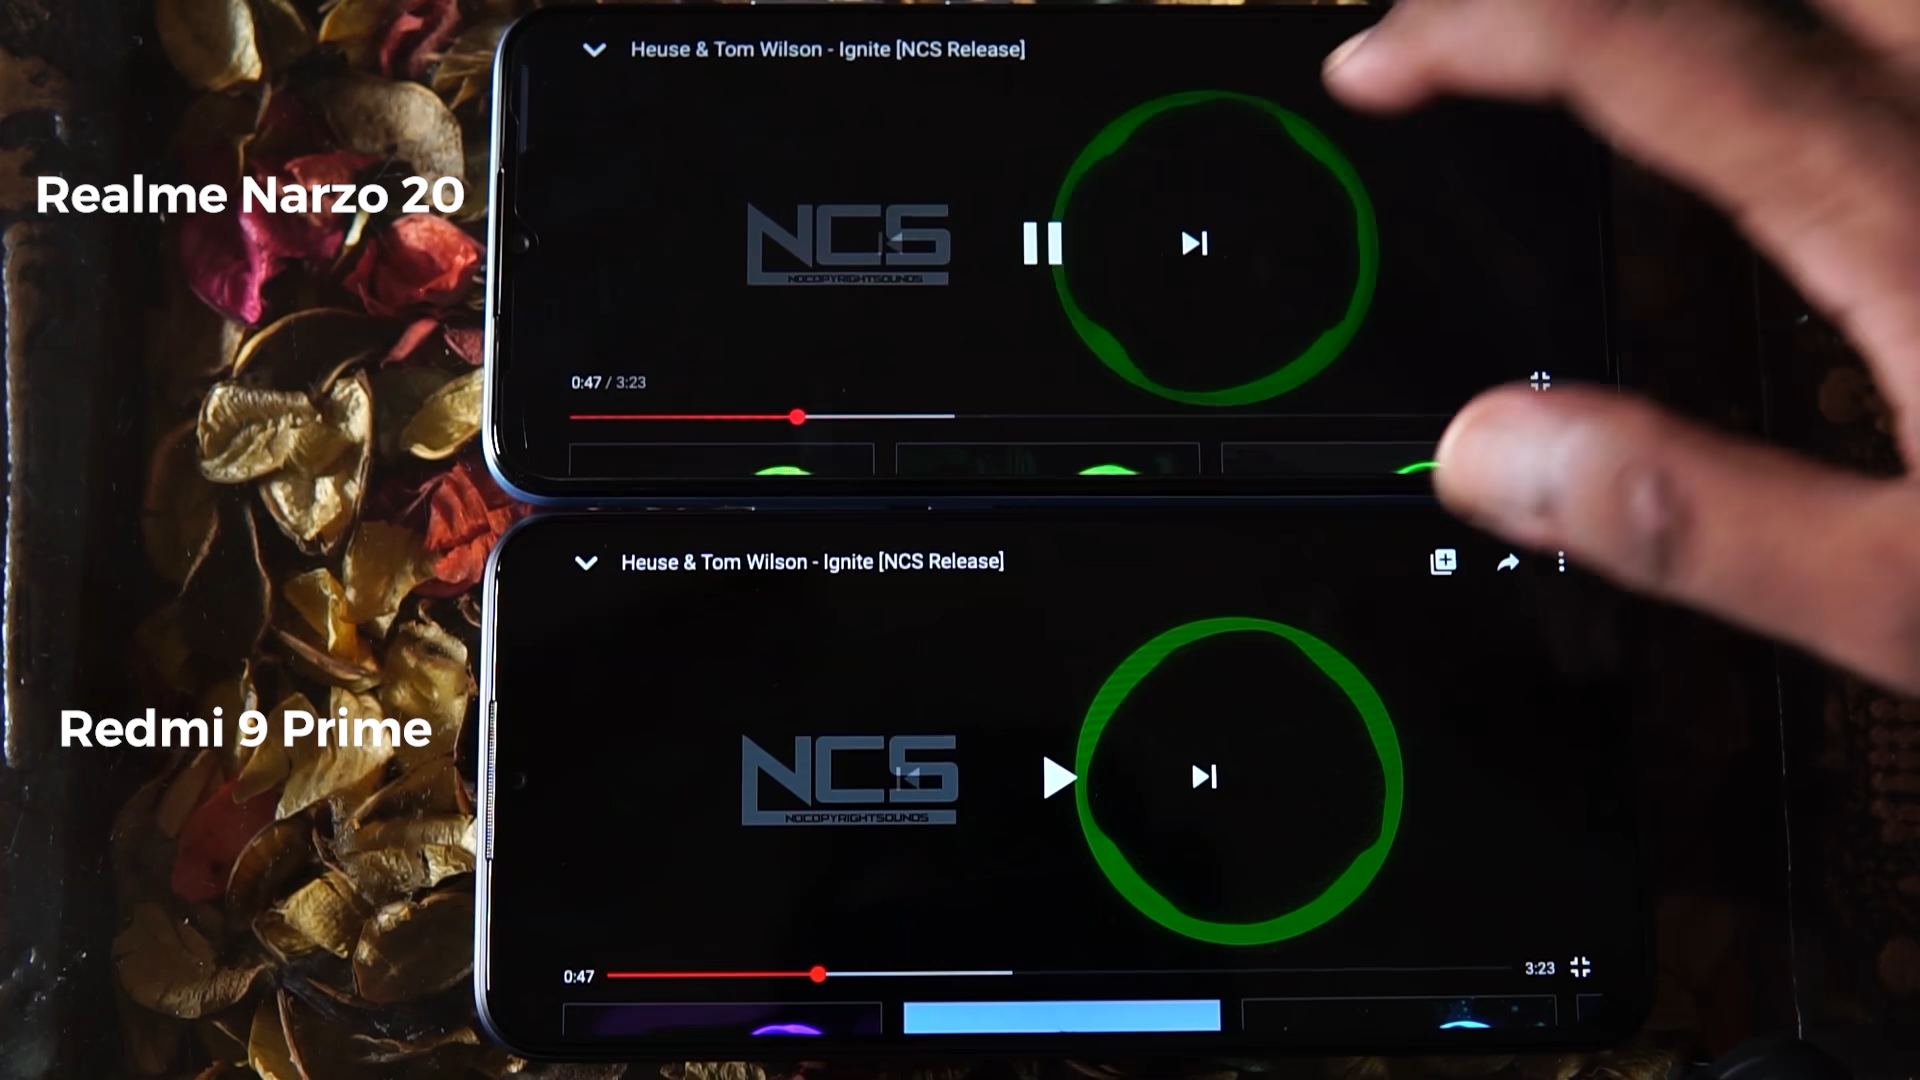 Heuse & Tom Wilson - Ignite [NCS Release]
Realme Narzo 20
NCS
NOCOPYRIGHTSOUNDS
0:47 / 3:23
Heuse & Tom Wilson - Ignite [NCS Release]
Redmi 9 Prime
NCS
NOCOPYRIGHTSOUNDS
0:47
3:23